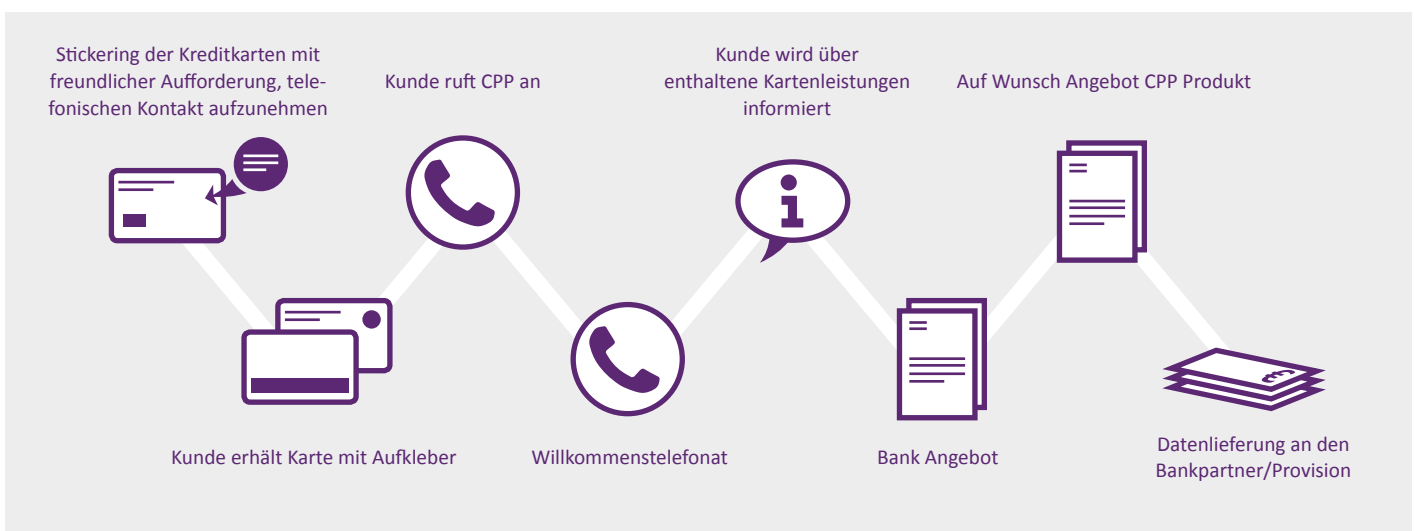 Stickering der Kreditkarten mit
freundlicher Aufforderung, tele-
fonischen Kontakt aufzunehmen
Kunde erhält Karte mit Aufkleber
Kunde ruft CPP an
Willkommenstelefonat
Kunde wird über
enthaltene Kartenleistungen
informiert
Bank Angebot
Auf Wunsch Angebot CPP Produkt
Datenlieferung an den
Bankpartner/Provision